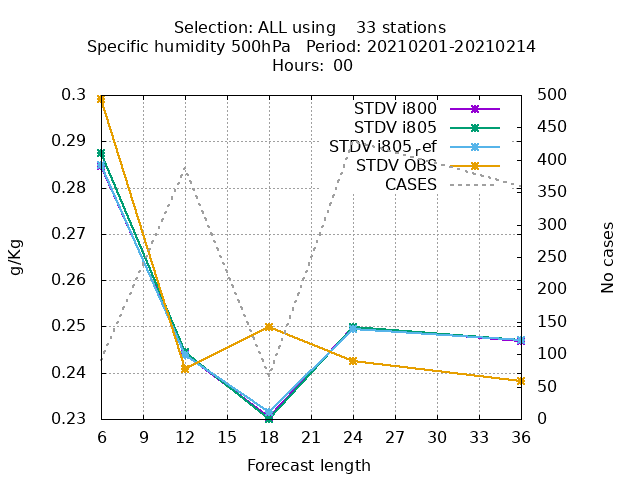 Selection: ALL using    33 stations
Specific humidity 500hPa   Period: 20210201-20210214
Hours:  00
0.3
0.29
0.28
0.27
0.26
0.25
0.24
0.23
g/Kg
STDV i800
STDV i805
STDV i805ref
STDV OBS
CASES
500
450
400
350
300
250
200
150
100
50
0
No cases
6 9 12 15 18 21 24 27 30 33 36
Forecast length